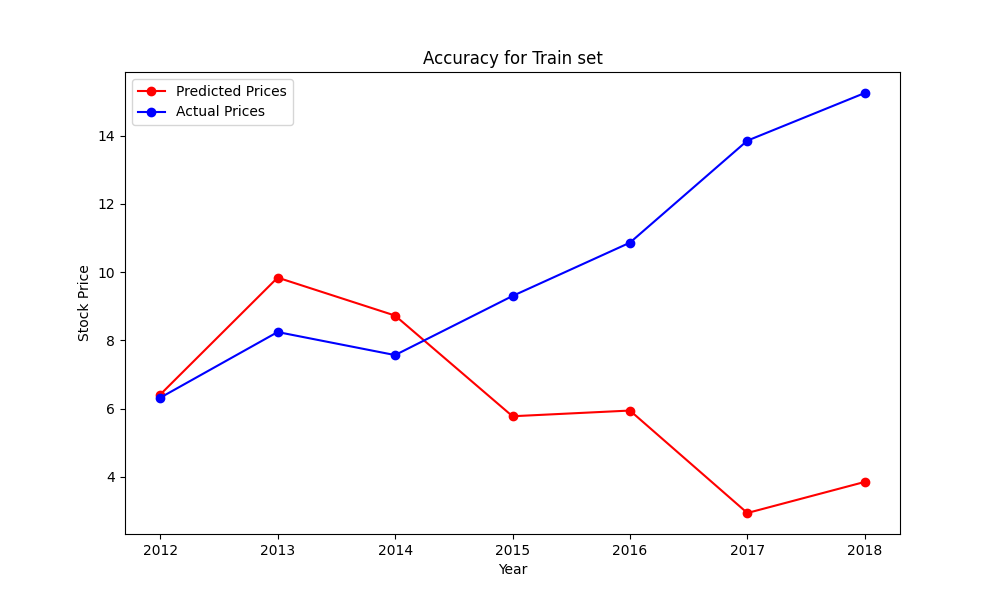 Accuracy for Train set
Predicted Prices
Actual Prices
Stock Price
14
12
10
8
6
4
2012 2013 2014 2015 2016 2017 2018
Year